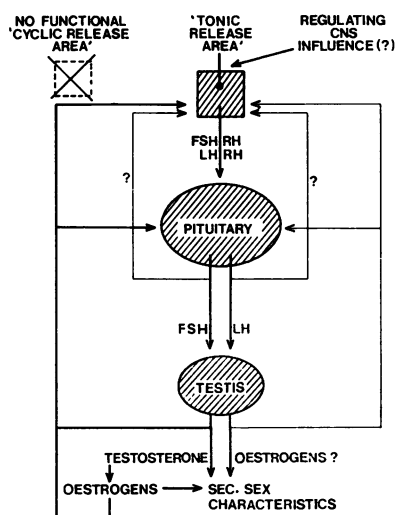 NO FUNCTIONAL
'CYCLIC RELEASE
AREA'
'TONIC
RELEASE
AREA'
REGULATING
CNS
INFLUENCE (?)
FSH RH
LH RH
?
?
PITUITARY
FSH
LH
TESTIS
TESTOSTERONE
OESTROGENS ?
OESTROGENS
SEC. SEX
CHARACTERISTICS